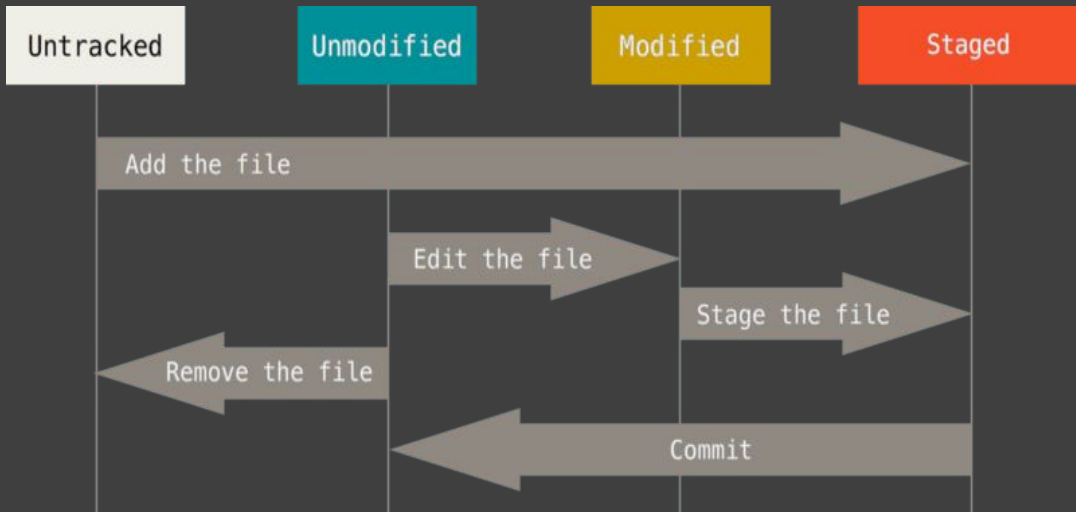 Untracked
Unmodified
Modified
Staged
Add the file
Edit the file
Stage the file
Remove the file
Commit